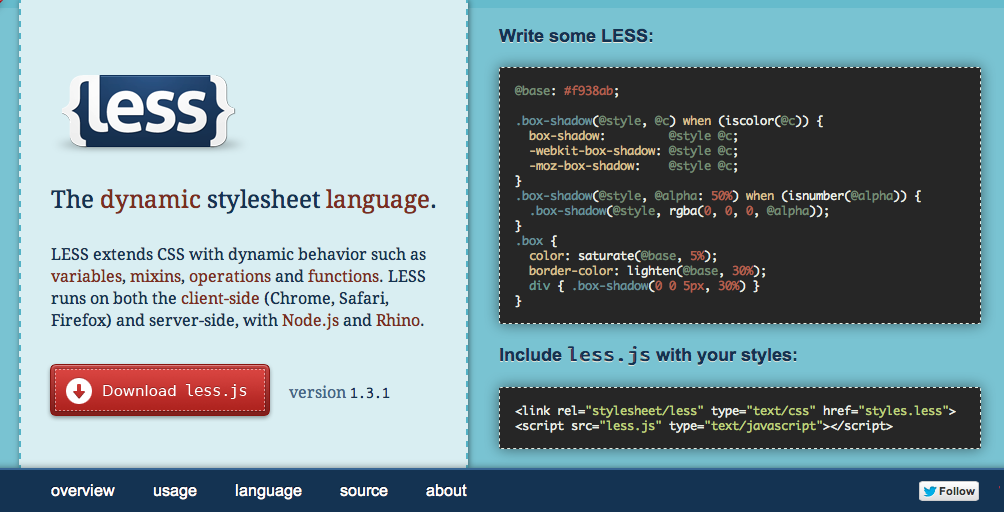 {less}
The dynamic stylesheet language.
LESS extends CSS with dynamic behavior such as
variables, mixins, operations and functions. LESS
runs on both the client-side (Chrome, Safari,
Firefox) and server-side, with Node.js and Rhino.
Download less.js
version 1.3.1
Write some LESS:
@base: #f938ab;
.box-shadow(@style, @c) when (iscolor(@c)) {
  box-shadow:         @style @c;
  -webkit-box-shadow: @style @c;
  -moz-box-shadow:    @style @c;
}
.box-shadow(@style, @alpha: 50%) when (isnumber(@alpha)) {
  .box-shadow(@style, rgba(0, 0, 0, @alpha));
}
.box {
  color: saturate(@base, 5%);
  border-color: lighten(@base, 30%);
  div { .box-shadow(0 0 5px, 30%) }
}
Include less.js with your styles:
<link rel="stylesheet/less" type="text/css" href="styles.less">
<script src="less.js" type="text/javascript"></script>
overview usage language source about
Follow